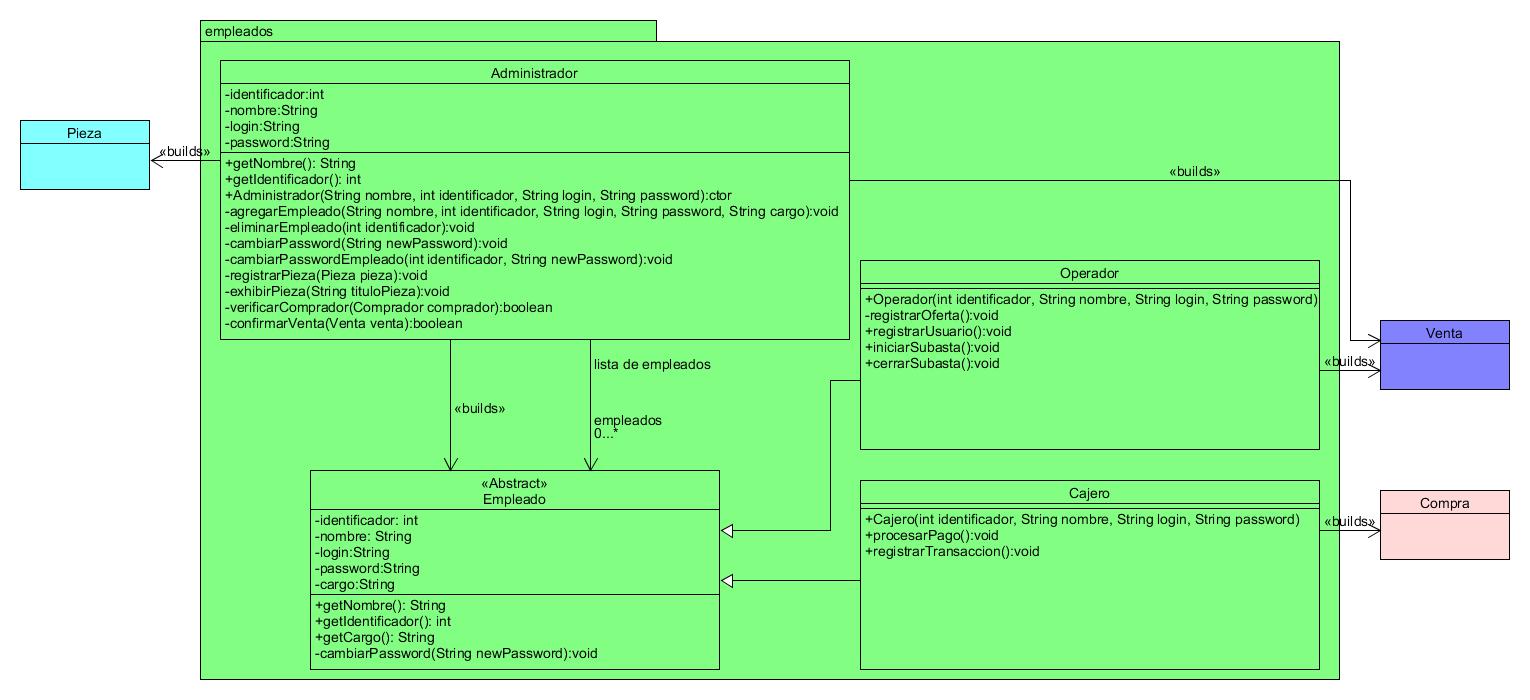 empleados
Administrador
-identificador:int
-nombre:String
-login:String
-password:String
+getNombre(): String
+getIdentificador(): int
+Administrador(String nombre, int identificador, String login, String password):ctor
-agregarEmpleado(String nombre, int identificador, String login, String password, String cargo):void
-eliminarEmpleado(int identificador):void
-cambiarPassword(String newPassword):void
-cambiarPasswordEmpleado(int identificador, String newPassword):void
-registrarPieza(Pieza pieza):void
-exhibirPieza(String tituloPieza):void
-verificarComprador(Comprador comprador):boolean
-confirmarVenta(Venta venta):boolean
Pieza
«builds»
«builds»
Operador
+Operador(int identificador, String nombre, String login, String password)
-registrarOferta():void
+registrarUsuario():void
+iniciarSubasta():void
+cerrarSubasta():void
Venta
«builds»
lista de empleados
«builds»
empleados
0...*
«Abstract»
Empleado
-identificador: int
-nombre: String
-login:String
-password:String
-cargo:String
+getNombre(): String
+getIdentificador(): int
+getCargo(): String
-cambiarPassword(String newPassword):void
Cajero
+Cajero(int identificador, String nombre, String login, String password)
+procesarPago():void
+registrarTransaccion():void
Compra
«builds»